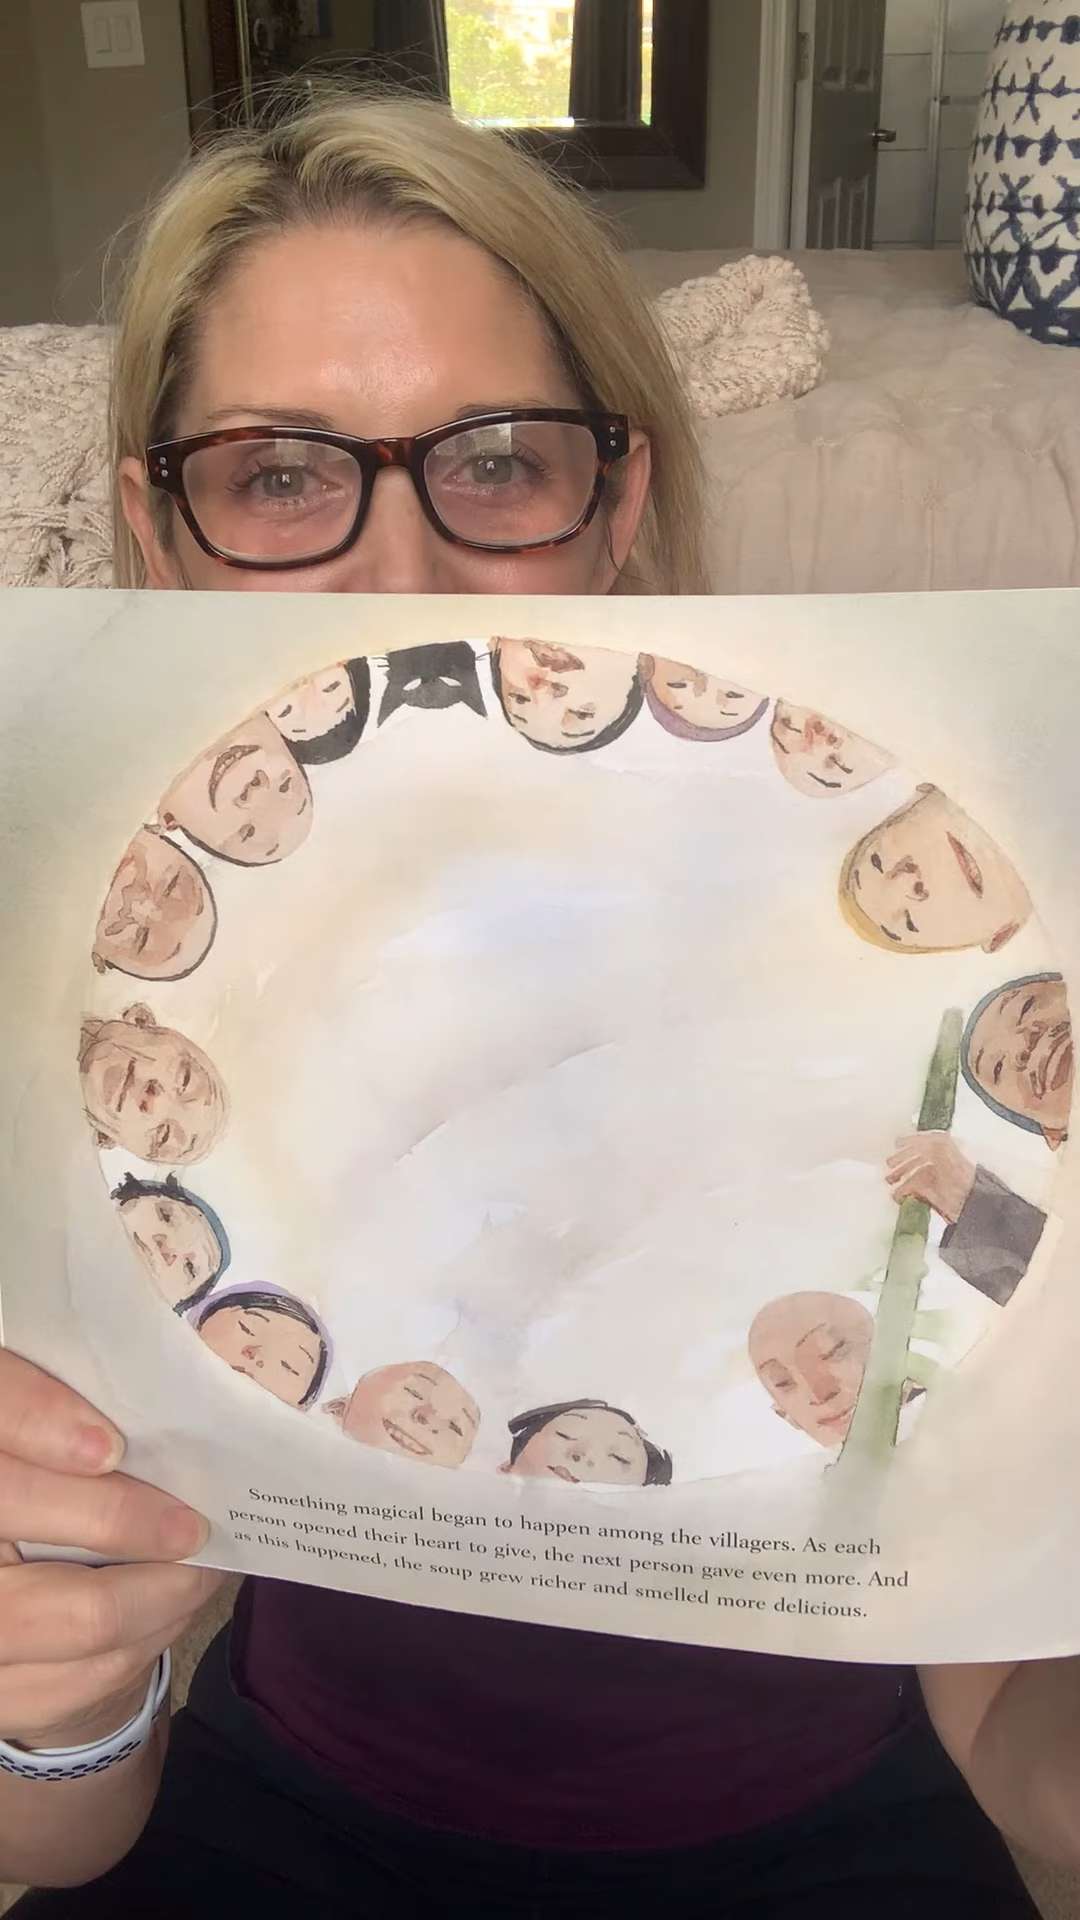 Something magical began to happen among the villagers. As each
person opened their heart to give, the next person gave even more. And
as this happened, the soup grew richer and smelled more delicious.